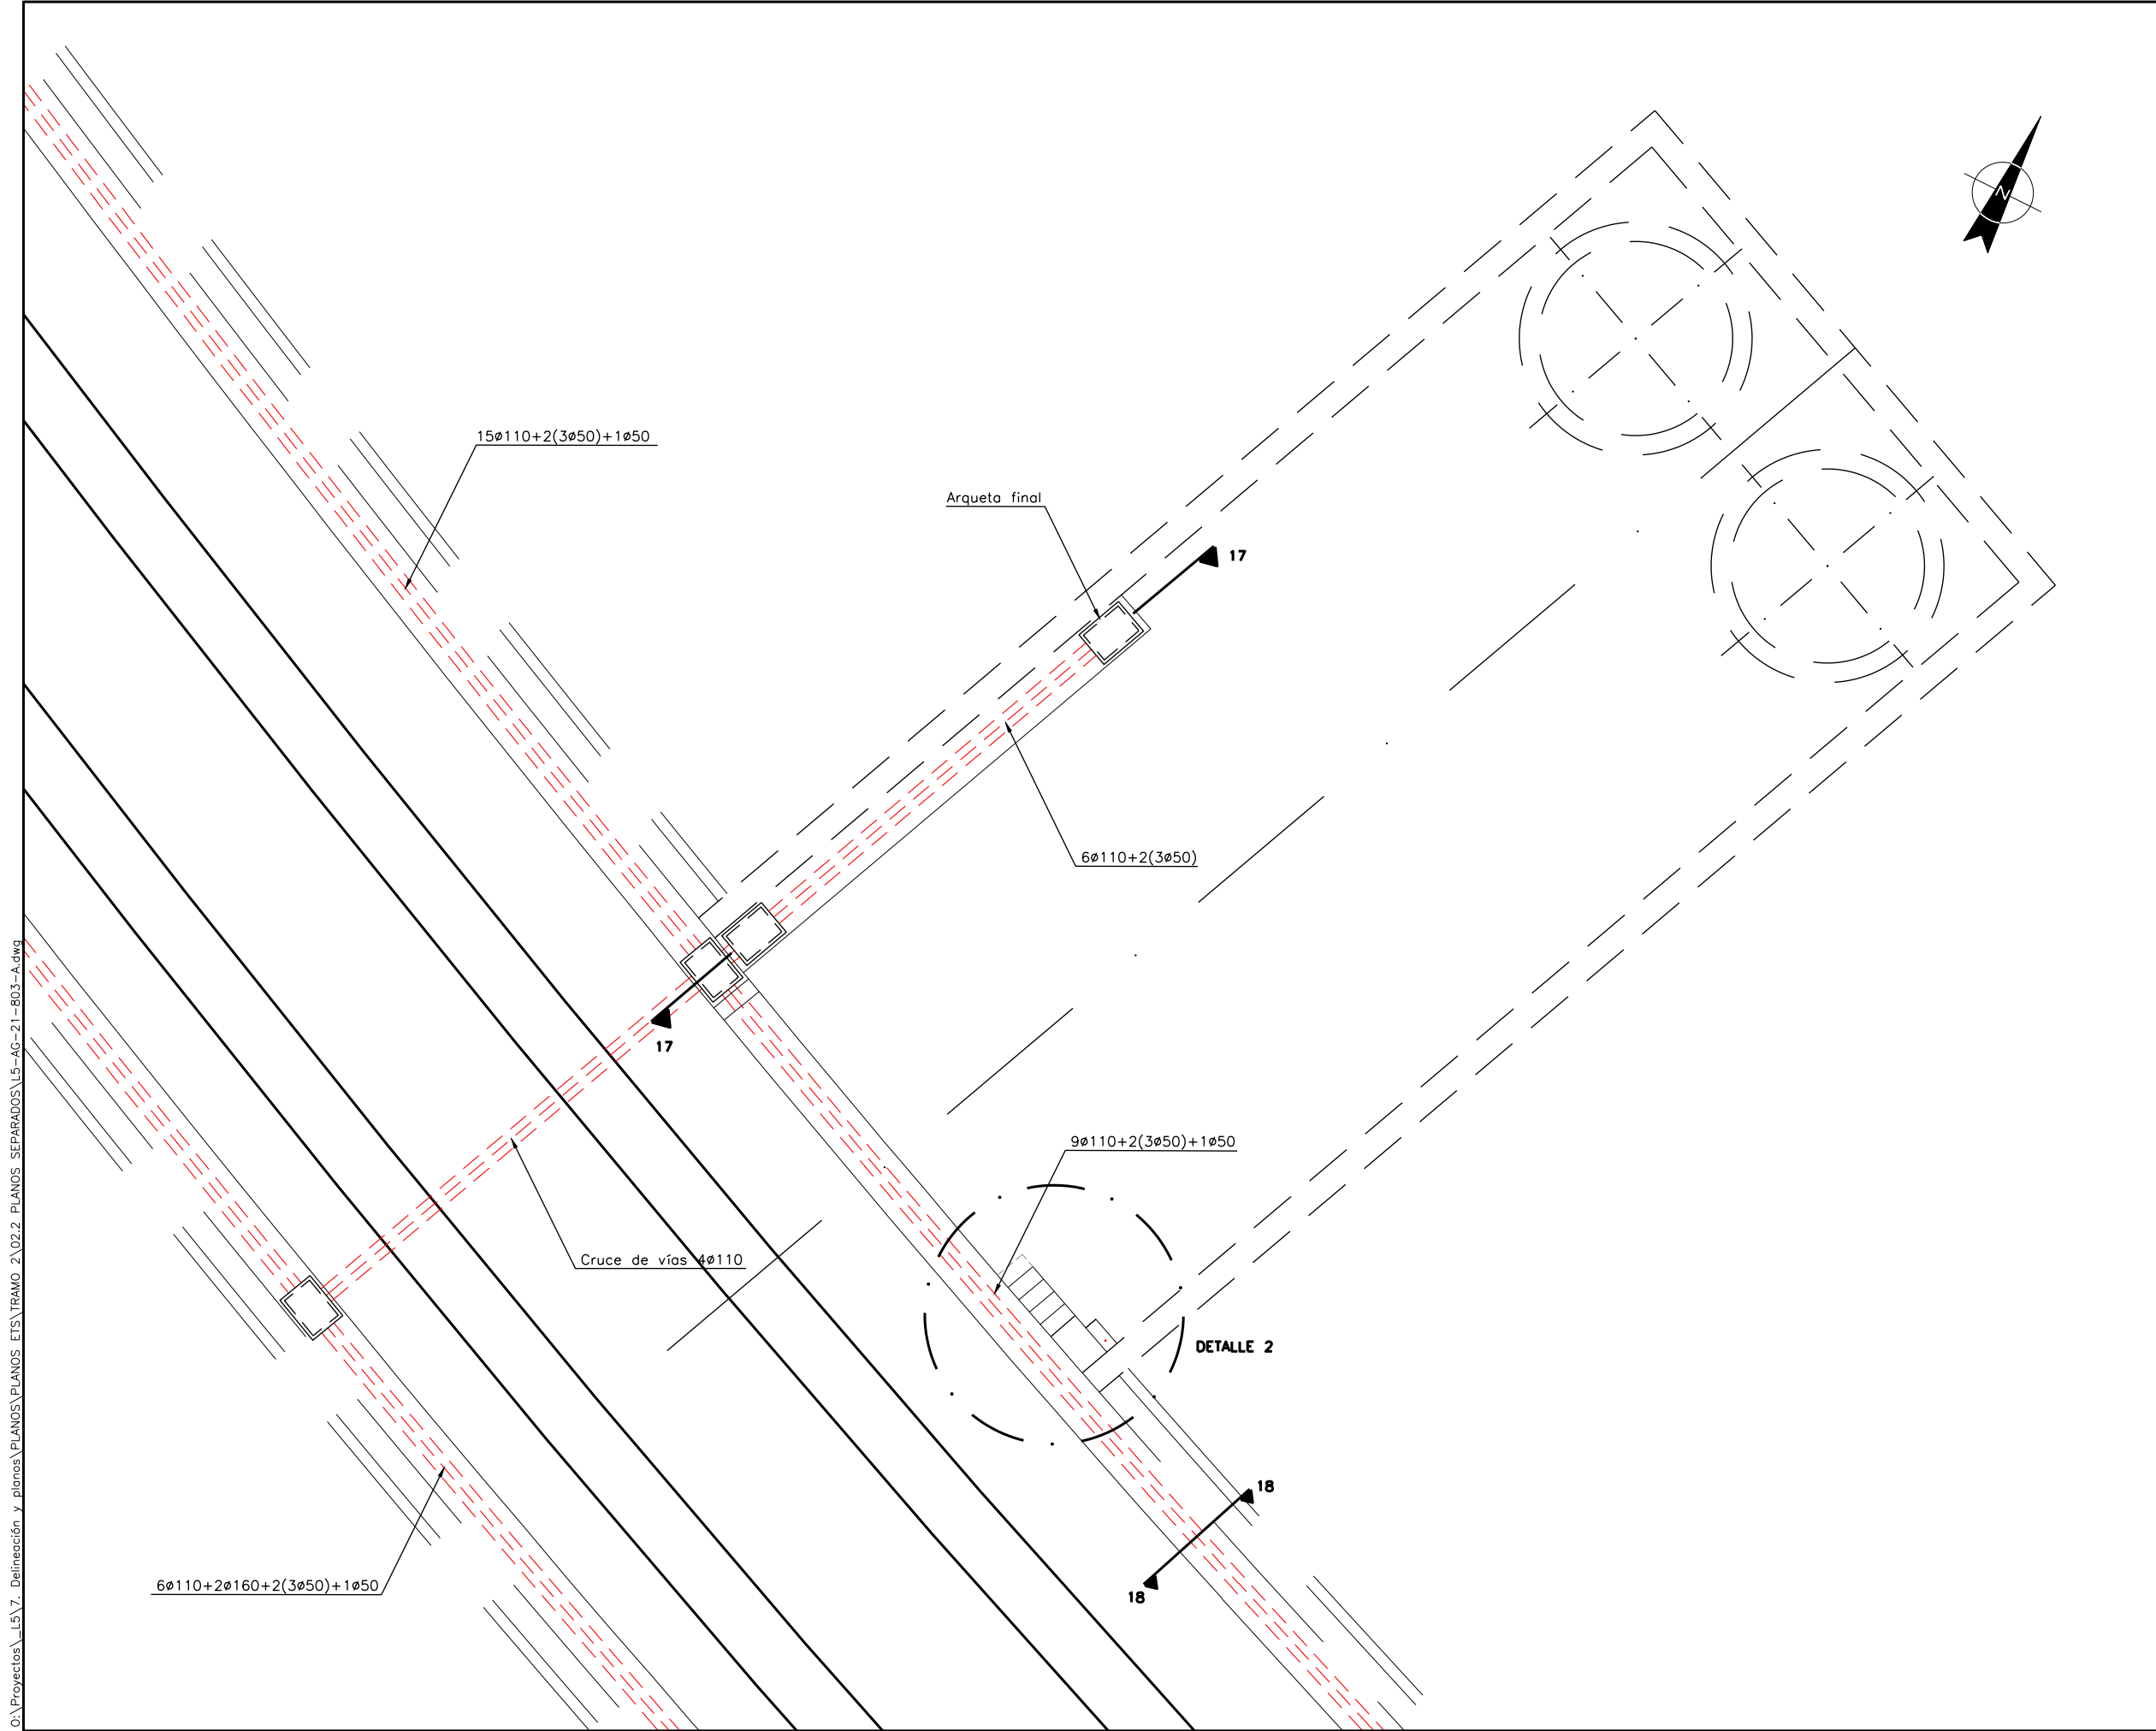 N
15ø110+2(3ø50)+1ø50
Arqueta final
17
6ø110+2(3ø50)
17
9ø110+2(3ø50)+1ø50
Cruce de vías 4ø110
DETALLE 2
18
6ø110+2ø160+2(3ø50)+1ø50
18
O:\Proyectos\_L5\7. Delineación y planos\PLANOS\PLANOS ETS\TRAMO 2\02.2 PLANOS SEPARADOS\L5-AG-21-803-A.dwg